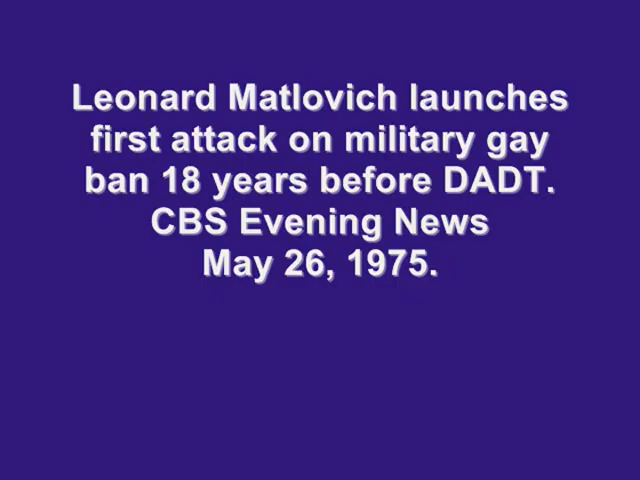 Leonard Matlovich launches
first attack on military gay
ban 18 years before DADT.
CBS Evening News
May 26, 1975.